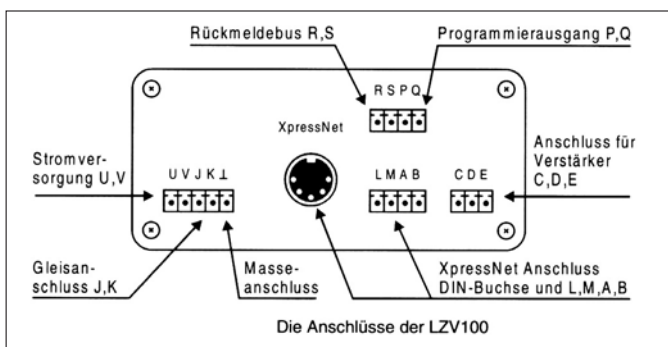 Rückmeldebus R,S
Programmierausgang P,Q
R S P Q
XpressNet
Stromver-
sorgung U,V
U V J K ⊥
L M A B
C D E
Anschluss für
Verstärker
C,D,E
Gleisan-
schluss J,K
Masse-
anschluss
XpressNet Anschluss
DIN-Buchse und L,M,A,B
Die Anschlüsse der LZV100